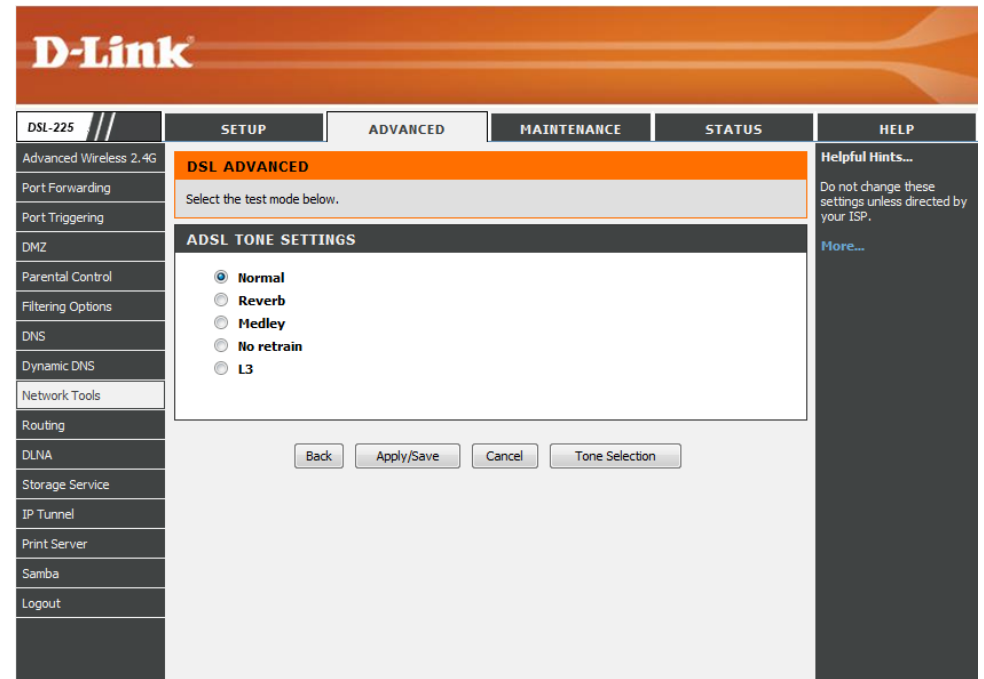 D-Link
DSL-225
SETUP
ADVANCED
MAINTENANCE
STATUS
HELP
Advanced Wireless 2.4G
Port Forwarding
Port Triggering
DMZ
Parental Control
Filtering Options
DNS
Dynamic DNS
Network Tools
Routing
DLNA
Storage Service
IP Tunnel
Print Server
Samba
Logout
DSL ADVANCED
Select the test mode below.
ADSL TONE SETTINGS
Normal
Reverb
Medley
No retrain
L3
Back
Apply/Save
Cancel
Tone Selection
Helpful Hints...
Do not change these
settings unless directed by
your ISP.
More...